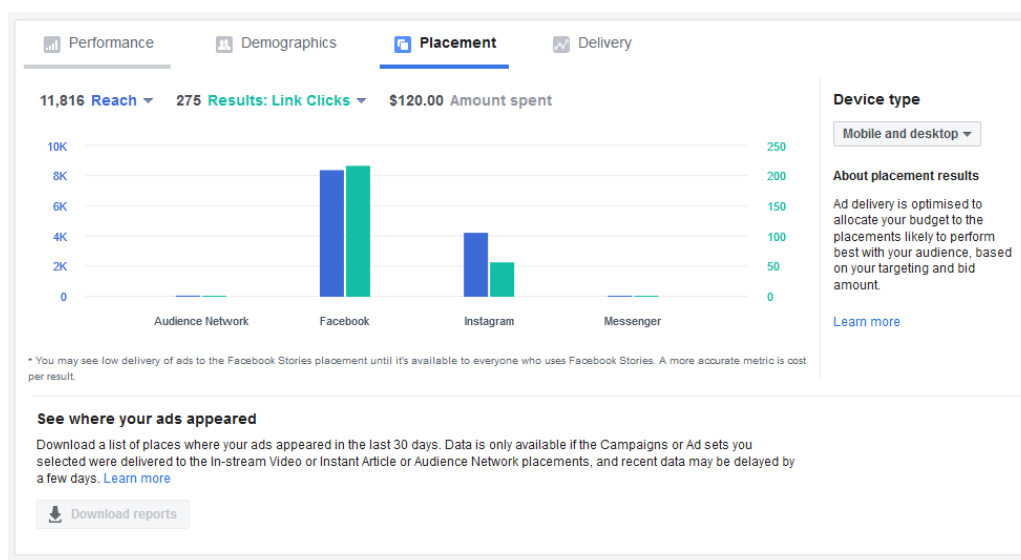 Performance
Demographics
Placement
Delivery
11,816 Reach
275 Results: Link Clicks
$120.00 Amount spent
10K
8K
6K
4K
2K
0
250
200
150
100
50
0
Audience Network
Facebook
Instagram
Messenger
* You may see low delivery of ads to the Facebook Stories placement until it's available to everyone who uses Facebook Stories. A more accurate metric is cost
per result.
Device type
Mobile and desktop
About placement results
Ad delivery is optimised to
allocate your budget to the
placements likely to perform
best with your audience, based
on your targeting and bid
amount.
Learn more
See where your ads appeared
Download a list of places where your ads appeared in the last 30 days. Data is only available if the Campaigns or Ad sets you
selected were delivered to the In-stream Video or Instant Article or Audience Network placements, and recent data may be delayed by
a few days. Learn more
Download reports